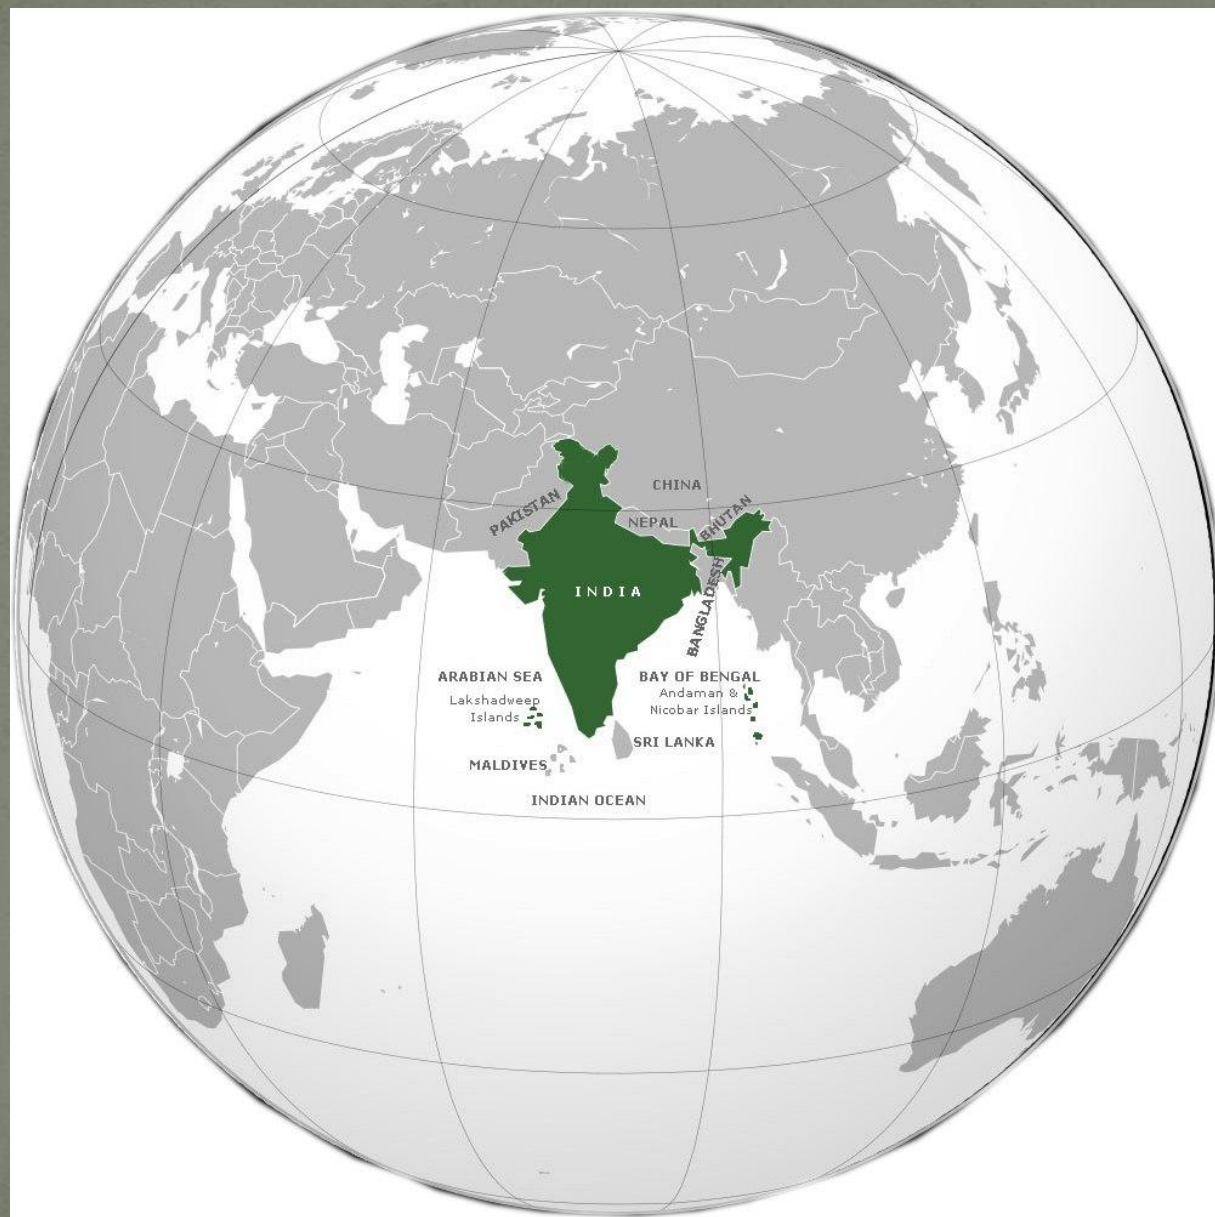 CHINA
PAKISTAN
NEPAL
BHUTAN
INDIA
BANGLADESH
ARABIAN SEA
Lakshadweep
Islands
BAY OF BENGAL
Andaman &
Nicobar Islands
SRI LANKA
MALDIVES
INDIAN OCEAN